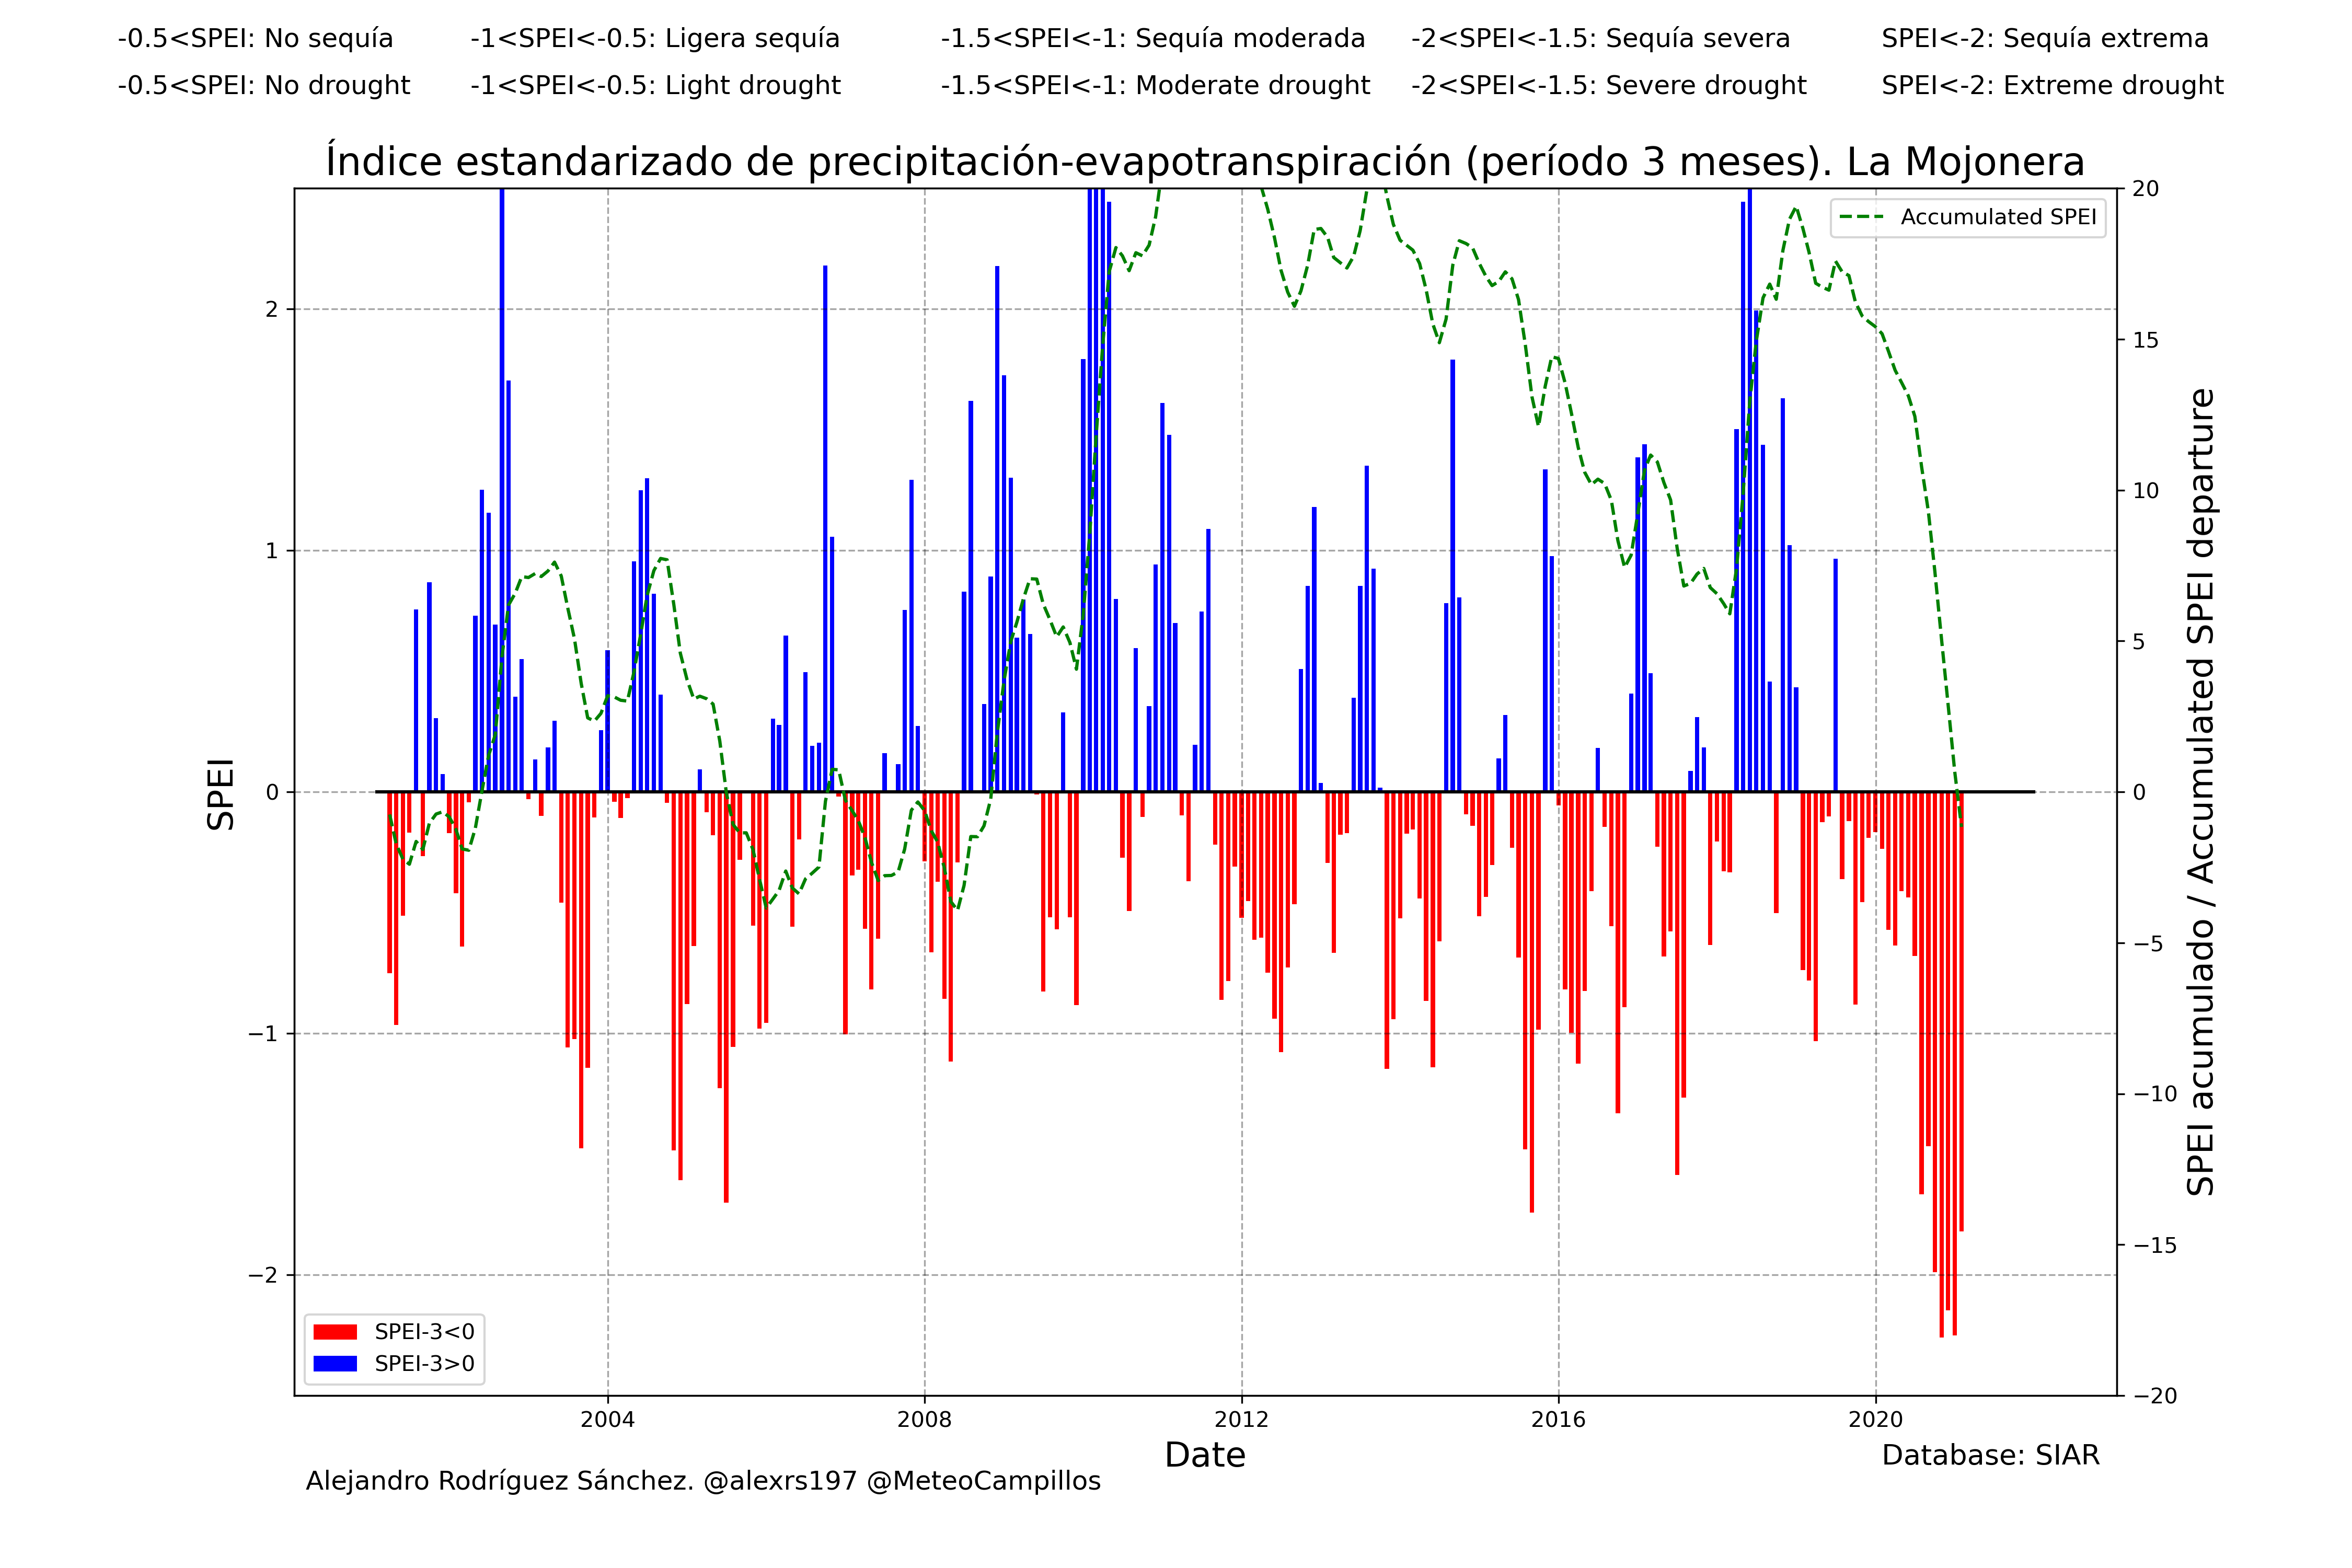 -0.5<SPEI: No sequía -1<SPEI<-0.5: Ligera sequía -1.5<SPEI<-1: Sequía moderada -2<SPEI<-1.5: Sequía severa SPEI<-2: Sequía extrema
-0.5<SPEI: No drought -1<SPEI<-0.5: Light drought -1.5<SPEI<-1: Moderate drought -2<SPEI<-1.5: Severe drought SPEI<-2: Extreme drought
Índice estandarizado de precipitación-evapotranspiración (período 3 meses). La Mojonera
Accumulated SPEI
SPEI
2
1
0
−1
−2
20
15
10
5
0
−5
−10
−15
−20
SPEI acumulado / Accumulated SPEI departure
SPEI-3<0
SPEI-3>0
2004 2008 2012 2016 2020
Date
Database: SIAR
Alejandro Rodríguez Sánchez. @alexrs197 @MeteoCampillos